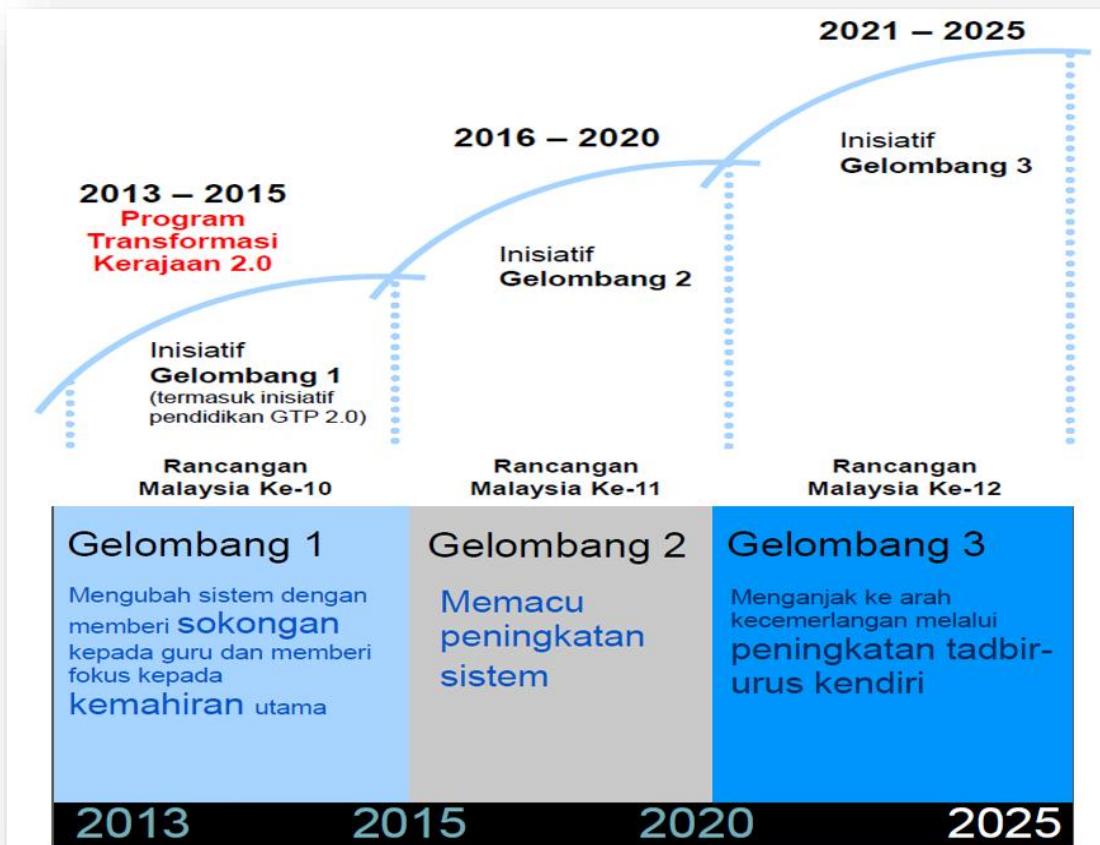 2021 – 2025
Inisiatif
Gelombang 3
2016 – 2020
Inisiatif
Gelombang 2
2013 – 2015
Program
Transformasi
Kerajaan 2.0
Inisiatif
Gelombang 1
(termasuk inisiatif
pendidikan GTP 2.0)
Rancangan
Malaysia Ke-10
Rancangan
Malaysia Ke-11
Rancangan
Malaysia Ke-12
Gelombang 1
Mengubah sistem dengan
memberi sokongan
kepada guru dan memberi
fokus kepada
kemahiran utama
Gelombang 2
Memacu
peningkatan
sistem
Gelombang 3
Menganjak ke arah
kecemerlangan melalui
peningkatan tadbir-
urus kendiri
2013 2015 2020 2025